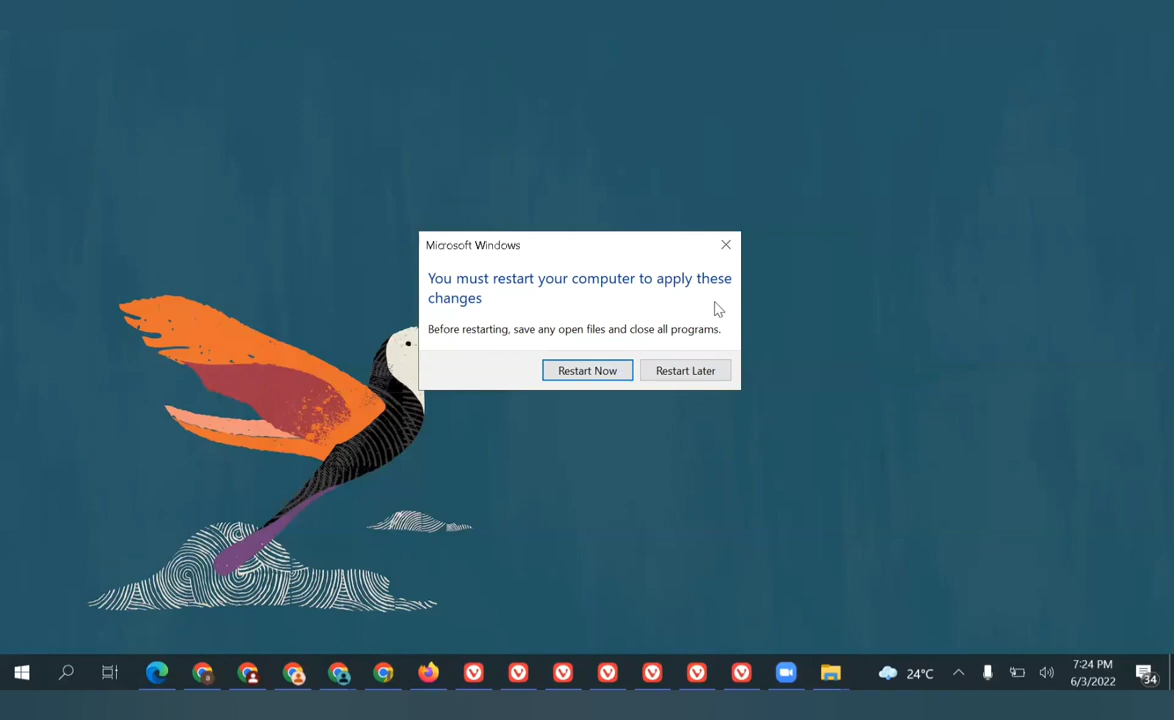 Microsoft Windows
You must restart your computer to apply these
changes
Before restarting, save any open files and close all programs.
Restart Now
Restart Later
24°C
7:24 PM
6/3/2022
34